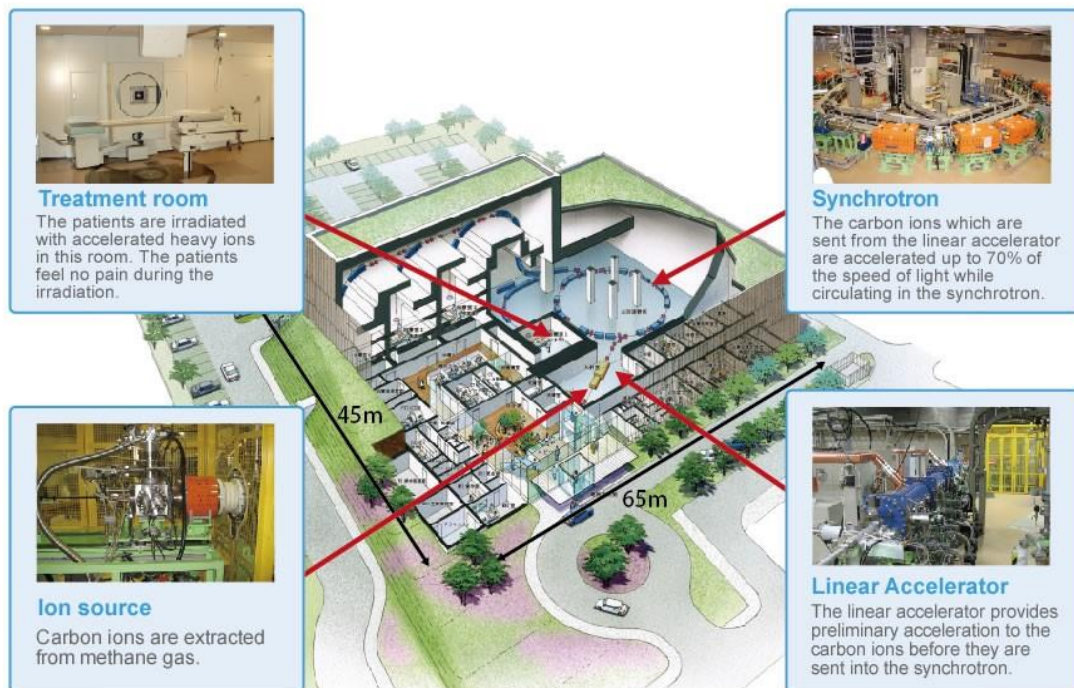 Treatment room
The patients are irradiated
with accelerated heavy ions
in this room. The patients
feel no pain during the
irradiation.
Synchrotron
The carbon ions which are
sent from the linear accelerator
are accelerated up to 70% of
the speed of light while
circulating in the synchrotron.
45m
65m
Ion source
Carbon ions are extracted
from methane gas.
Linear Accelerator
The linear accelerator provides
preliminary acceleration to the
carbon ions before they are
sent into the synchrotron.